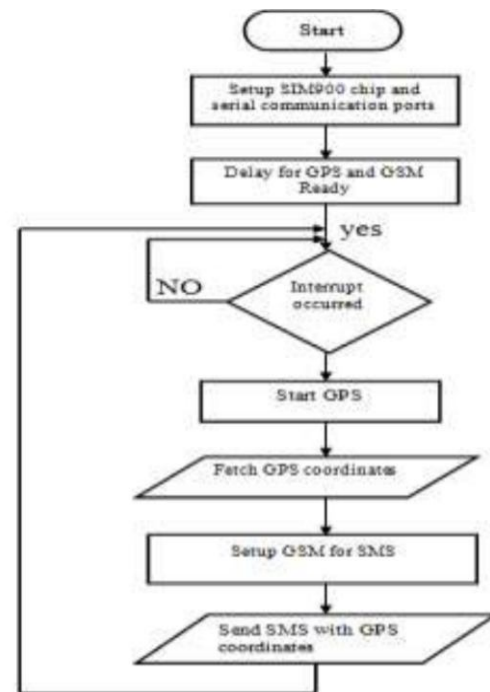 Start
Setup SIM900 chip and
serial communication ports
Delay for GPS and GSM
Ready
yes
NO
Interrupt
occurred
Start GPS
Fetch GPS coordinates
Setup GSM for SMS
Send SMS with GPS
coordinates